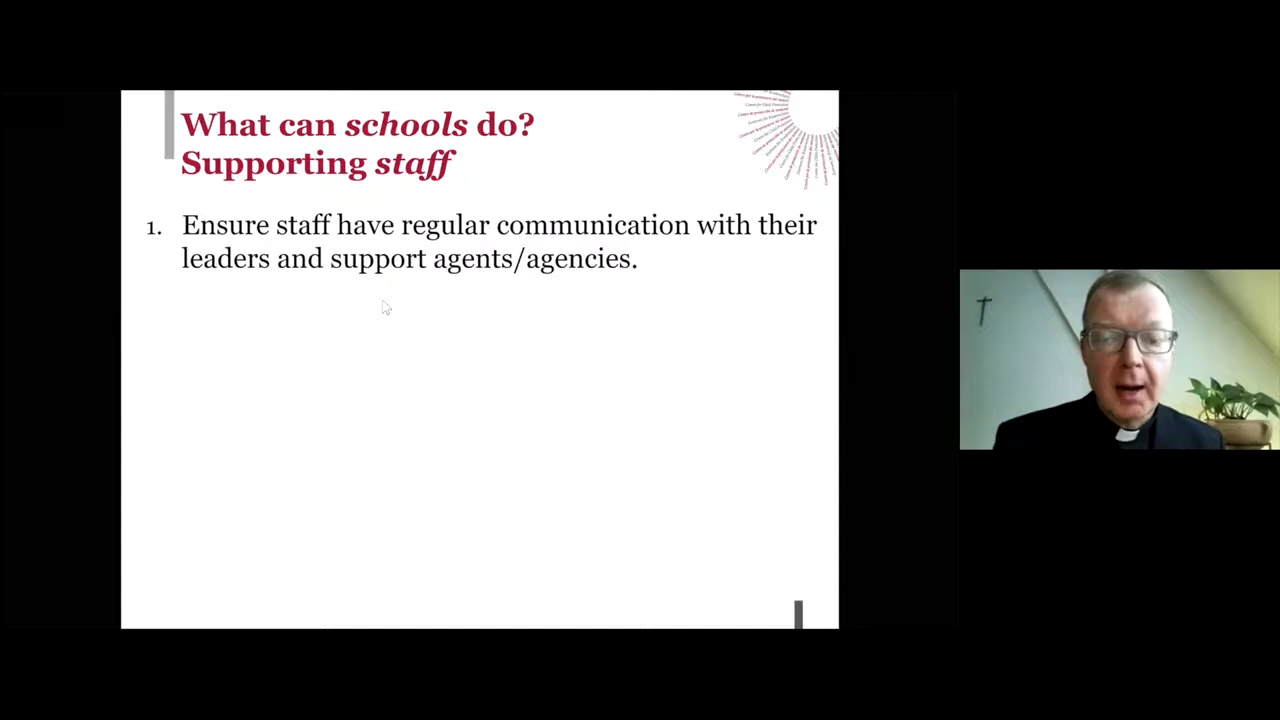 What can schools do?
Supporting staff
1. Ensure staff have regular communication with their
leaders and support agents/agencies.